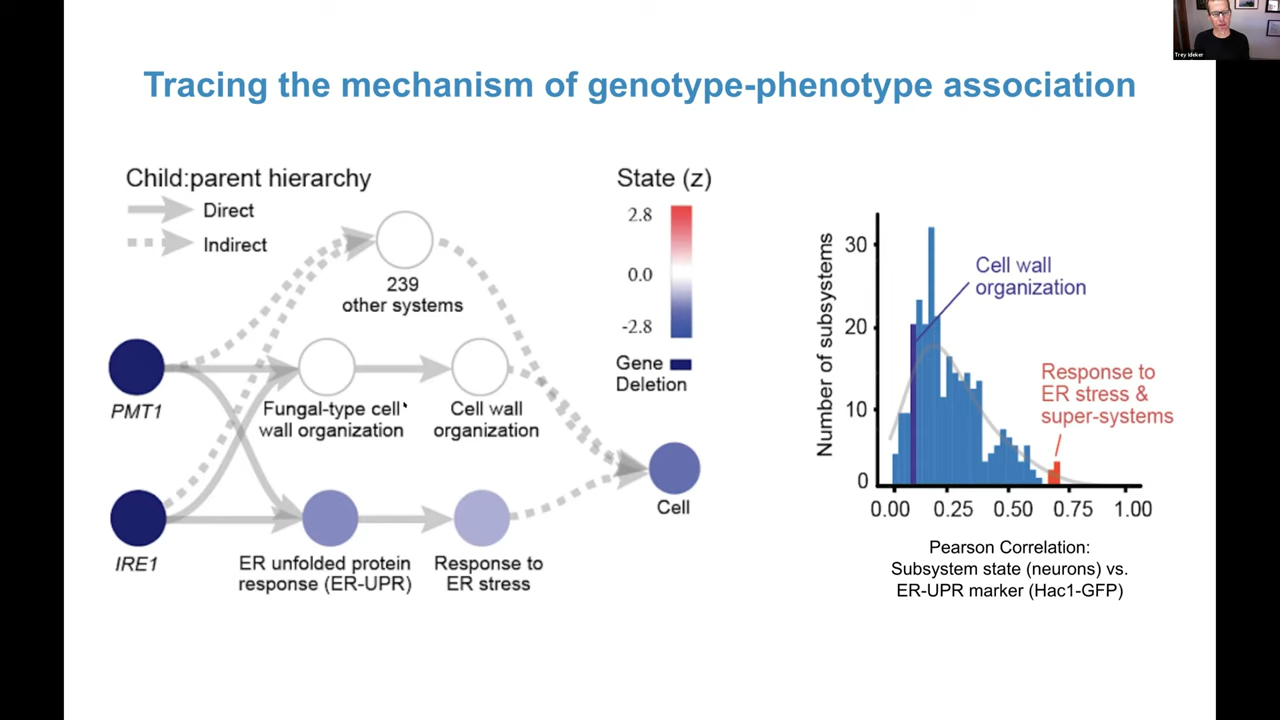 Trey Ideker
Tracing the mechanism of genotype-phenotype association
Child:parent hierarchy
Direct
Indirect
239
other systems
PMT1
Fungal-type cell
wall organization
Cell wall
organization
IRE1
ER unfolded protein
response (ER-UPR)
Response to
ER stress
Cell
State (z)
2.8
0.0
-2.8
Gene
Deletion
Number of subsystems
30
20
10
0
Cell wall
organization
Response to
ER stress &
super-systems
0.00 0.25 0.50 0.75 1.00
Pearson Correlation:
Subsystem state (neurons) vs.
ER-UPR marker (Hac1-GFP)